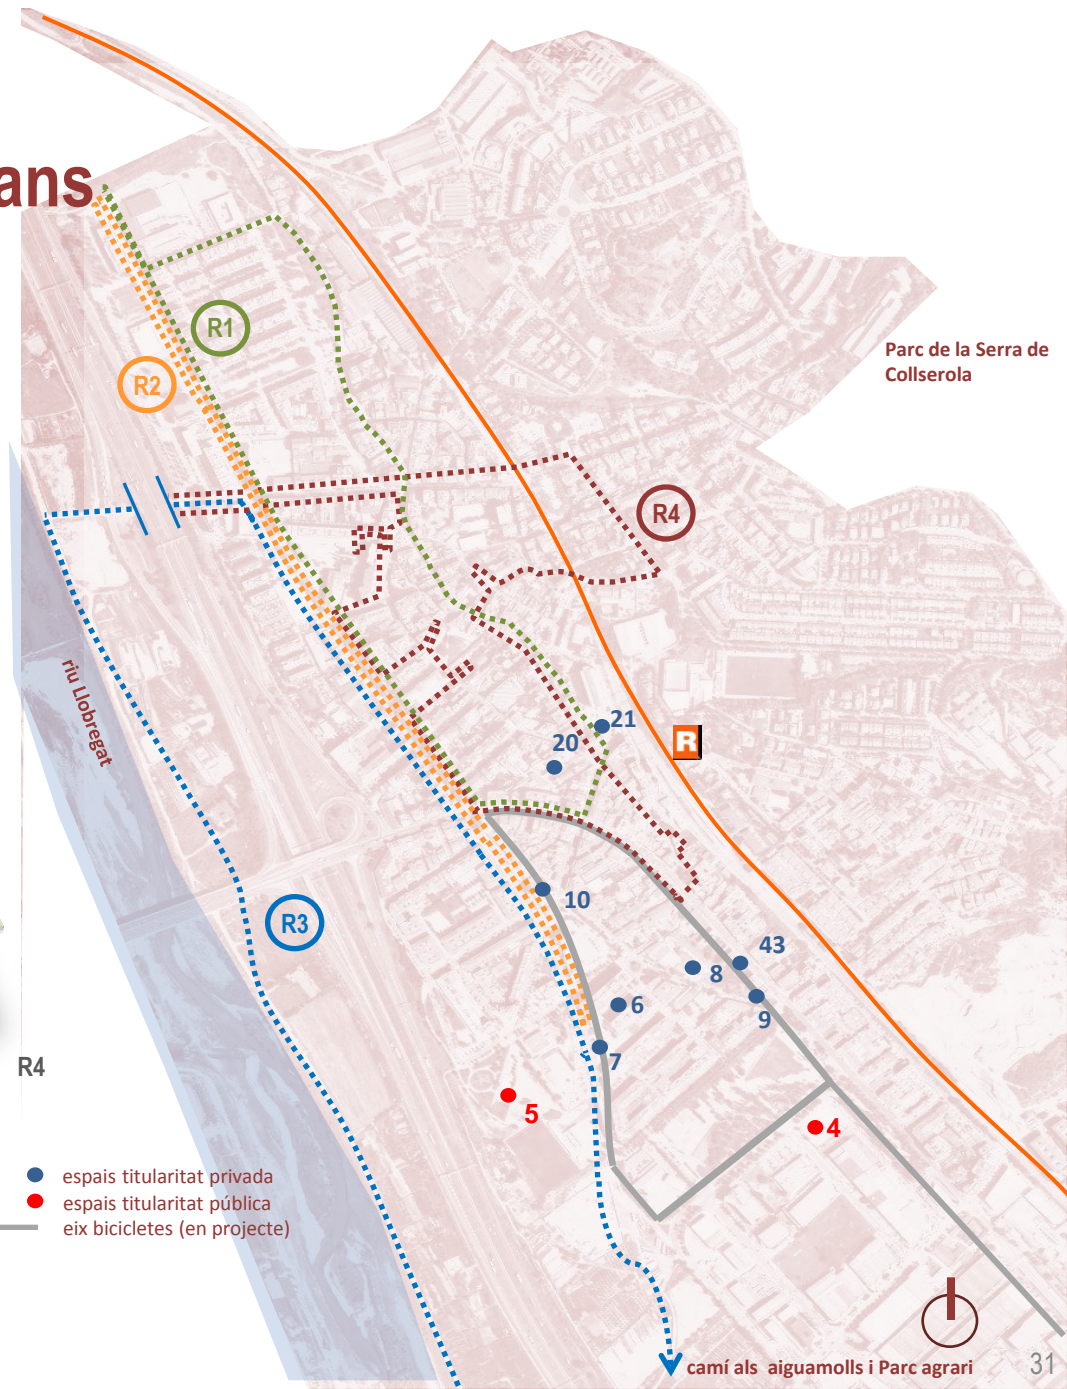 ans
R1
R2
Parc de la Serra de
Collserola
R4
riu Llobregat
21
20
R
10
R3
43
8
6
9
7
R4
5
4
espais titularitat privada
espais titularitat pública
eix bicicletes (en projecte)
camí als aiguamolls i Parc agrari
31